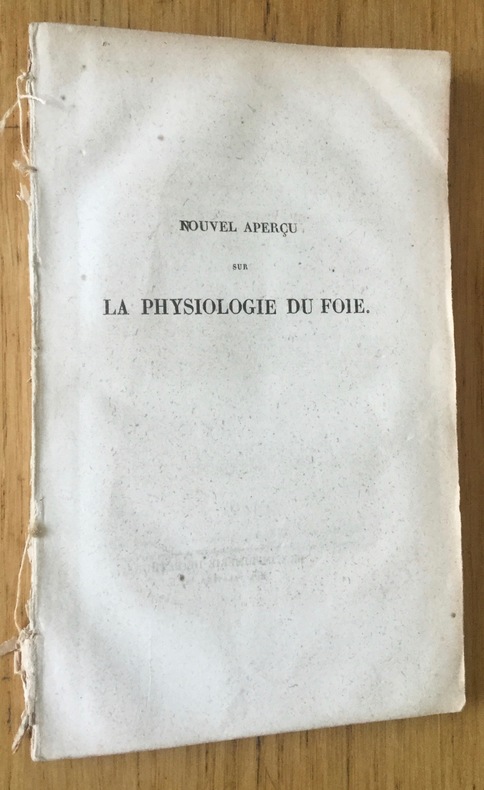 NOUVEL APERÇU
SUR
LA PHYSIOLOGIE DU FOIE.